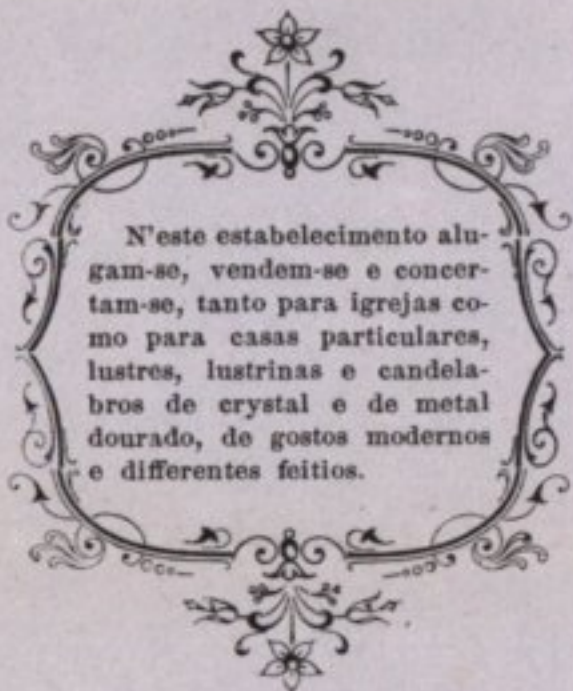 N'este estabelecimento alu-
gam-se, vendem-se e concer-
tam-se, tanto para igrejas co-
mo para casas particulares,
lustres, lustrinas e candela-
bros de crystal e de metal
dourado, de gostos modernos
e differentes feitios.